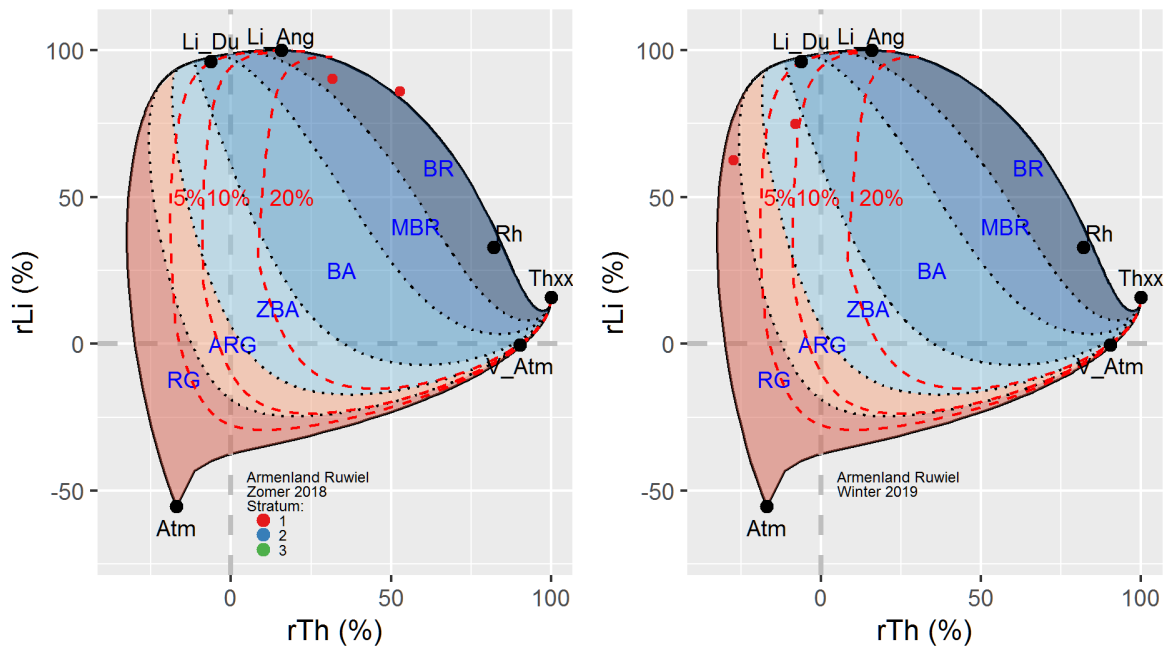 Li_Du
Li_Ang
BR
MBR
BA
ZBA
ARG
RG
5%
10%
20%
Rh
Thxx
V_Atm
Atm
Armenland Ruwiel
Zomer 2018
Stratum:
1
2
3
100
50
0
-50
rLi (%)
0
50
100
rTh (%)
Li_Du
Li_Ang
BR
MBR
BA
ZBA
ARG
RG
5%
10%
20%
Rh
Thxx
V_Atm
Atm
Armenland Ruwiel
Winter 2019
100
50
0
-50
rLi (%)
0
50
100
rTh (%)